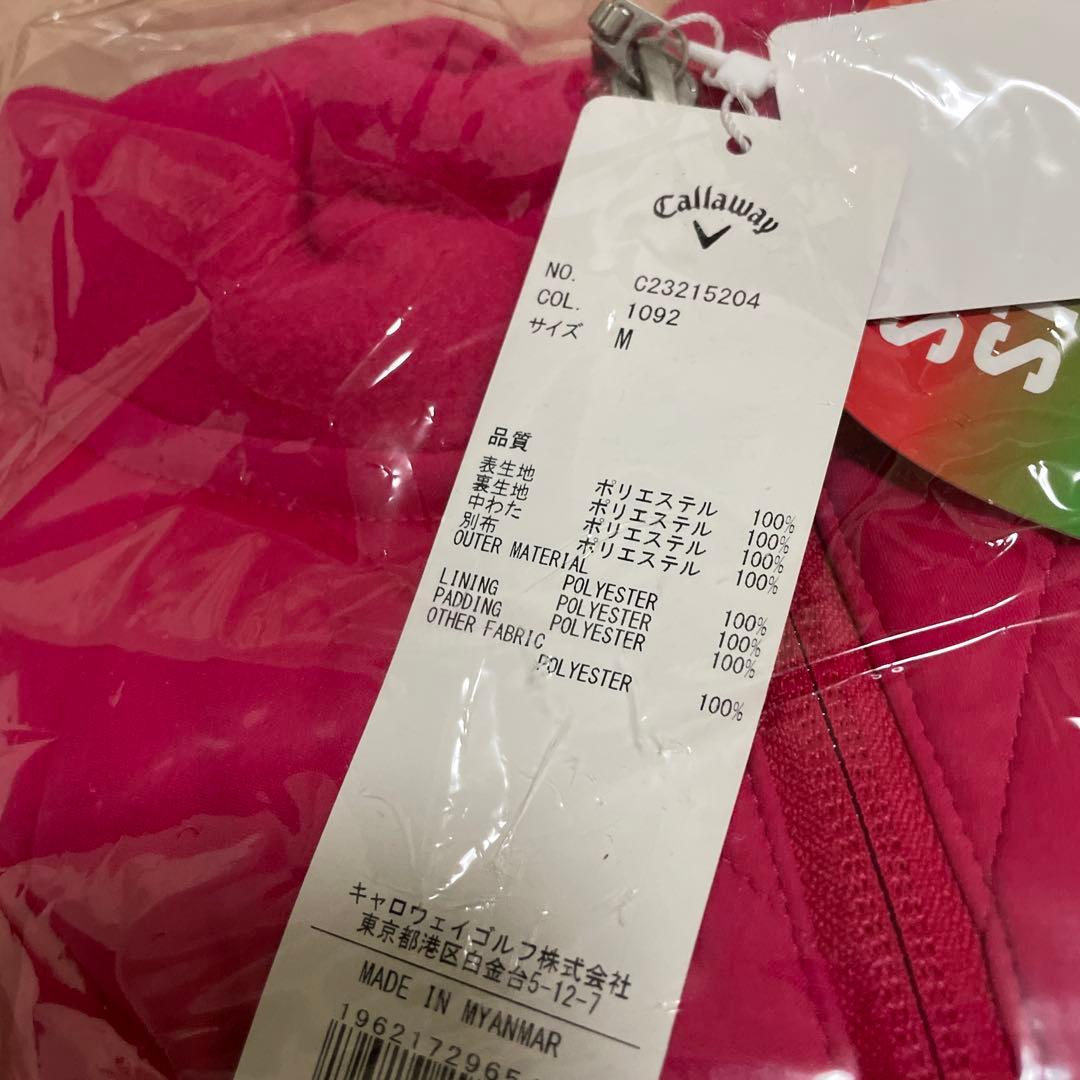 Callaway
NO. C23215204
COL. 1092
サイズ M
品質
表生地 ポリエステル 100%
裏生地 ポリエステル 100%
中わた ポリエステル 100%
別布 ポリエステル 100%
OUTER MATERIAL
POLYESTER 100%
LINING POLYESTER 100%
PADDING POLYESTER 100%
OTHER FABRIC
POLYESTER 100%
キャロウェイゴルフ株式会社
東京都港区白金台5-12-7
MADE IN MYANMAR
1962172965